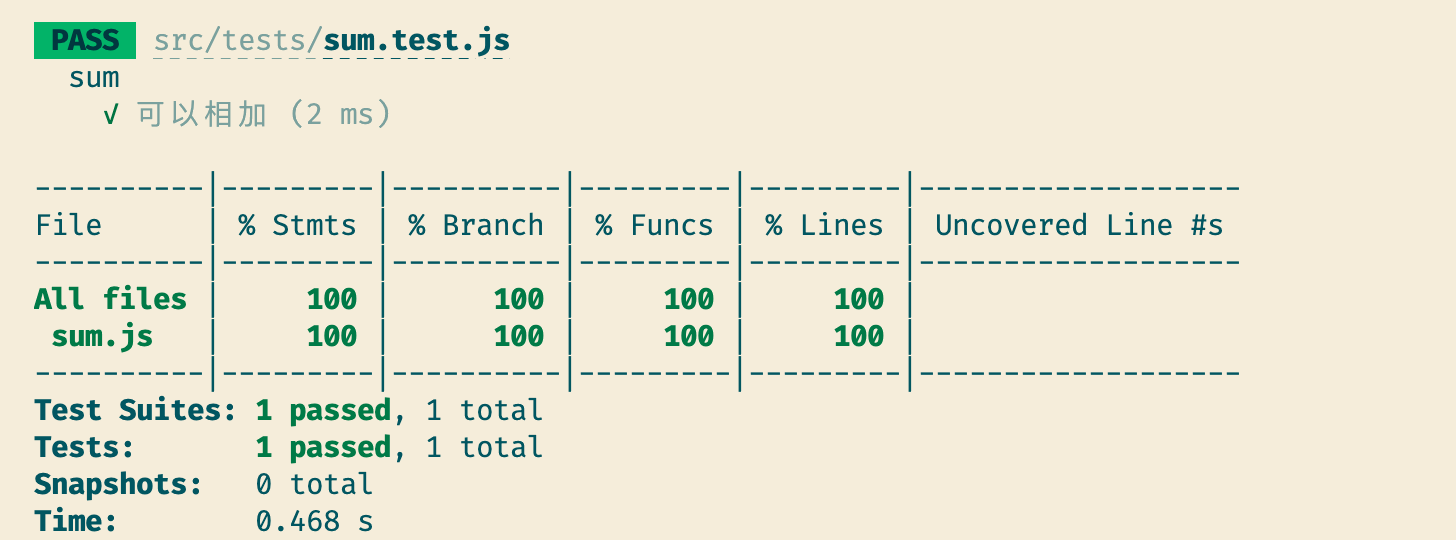 PASS src/tests/sum.test.js
  sum
    √ 可以相加 (2 ms)

----------|---------|----------|---------|---------|-------------------
File      | % Stmts | % Branch | % Funcs | % Lines | Uncovered Line #s
----------|---------|----------|---------|---------|-------------------
All files |     100 |      100 |     100 |     100 |
 sum.js   |     100 |      100 |     100 |     100 |
----------|---------|----------|---------|---------|-------------------
Test Suites: 1 passed, 1 total
Tests:       1 passed, 1 total
Snapshots:   0 total
Time:        0.468 s